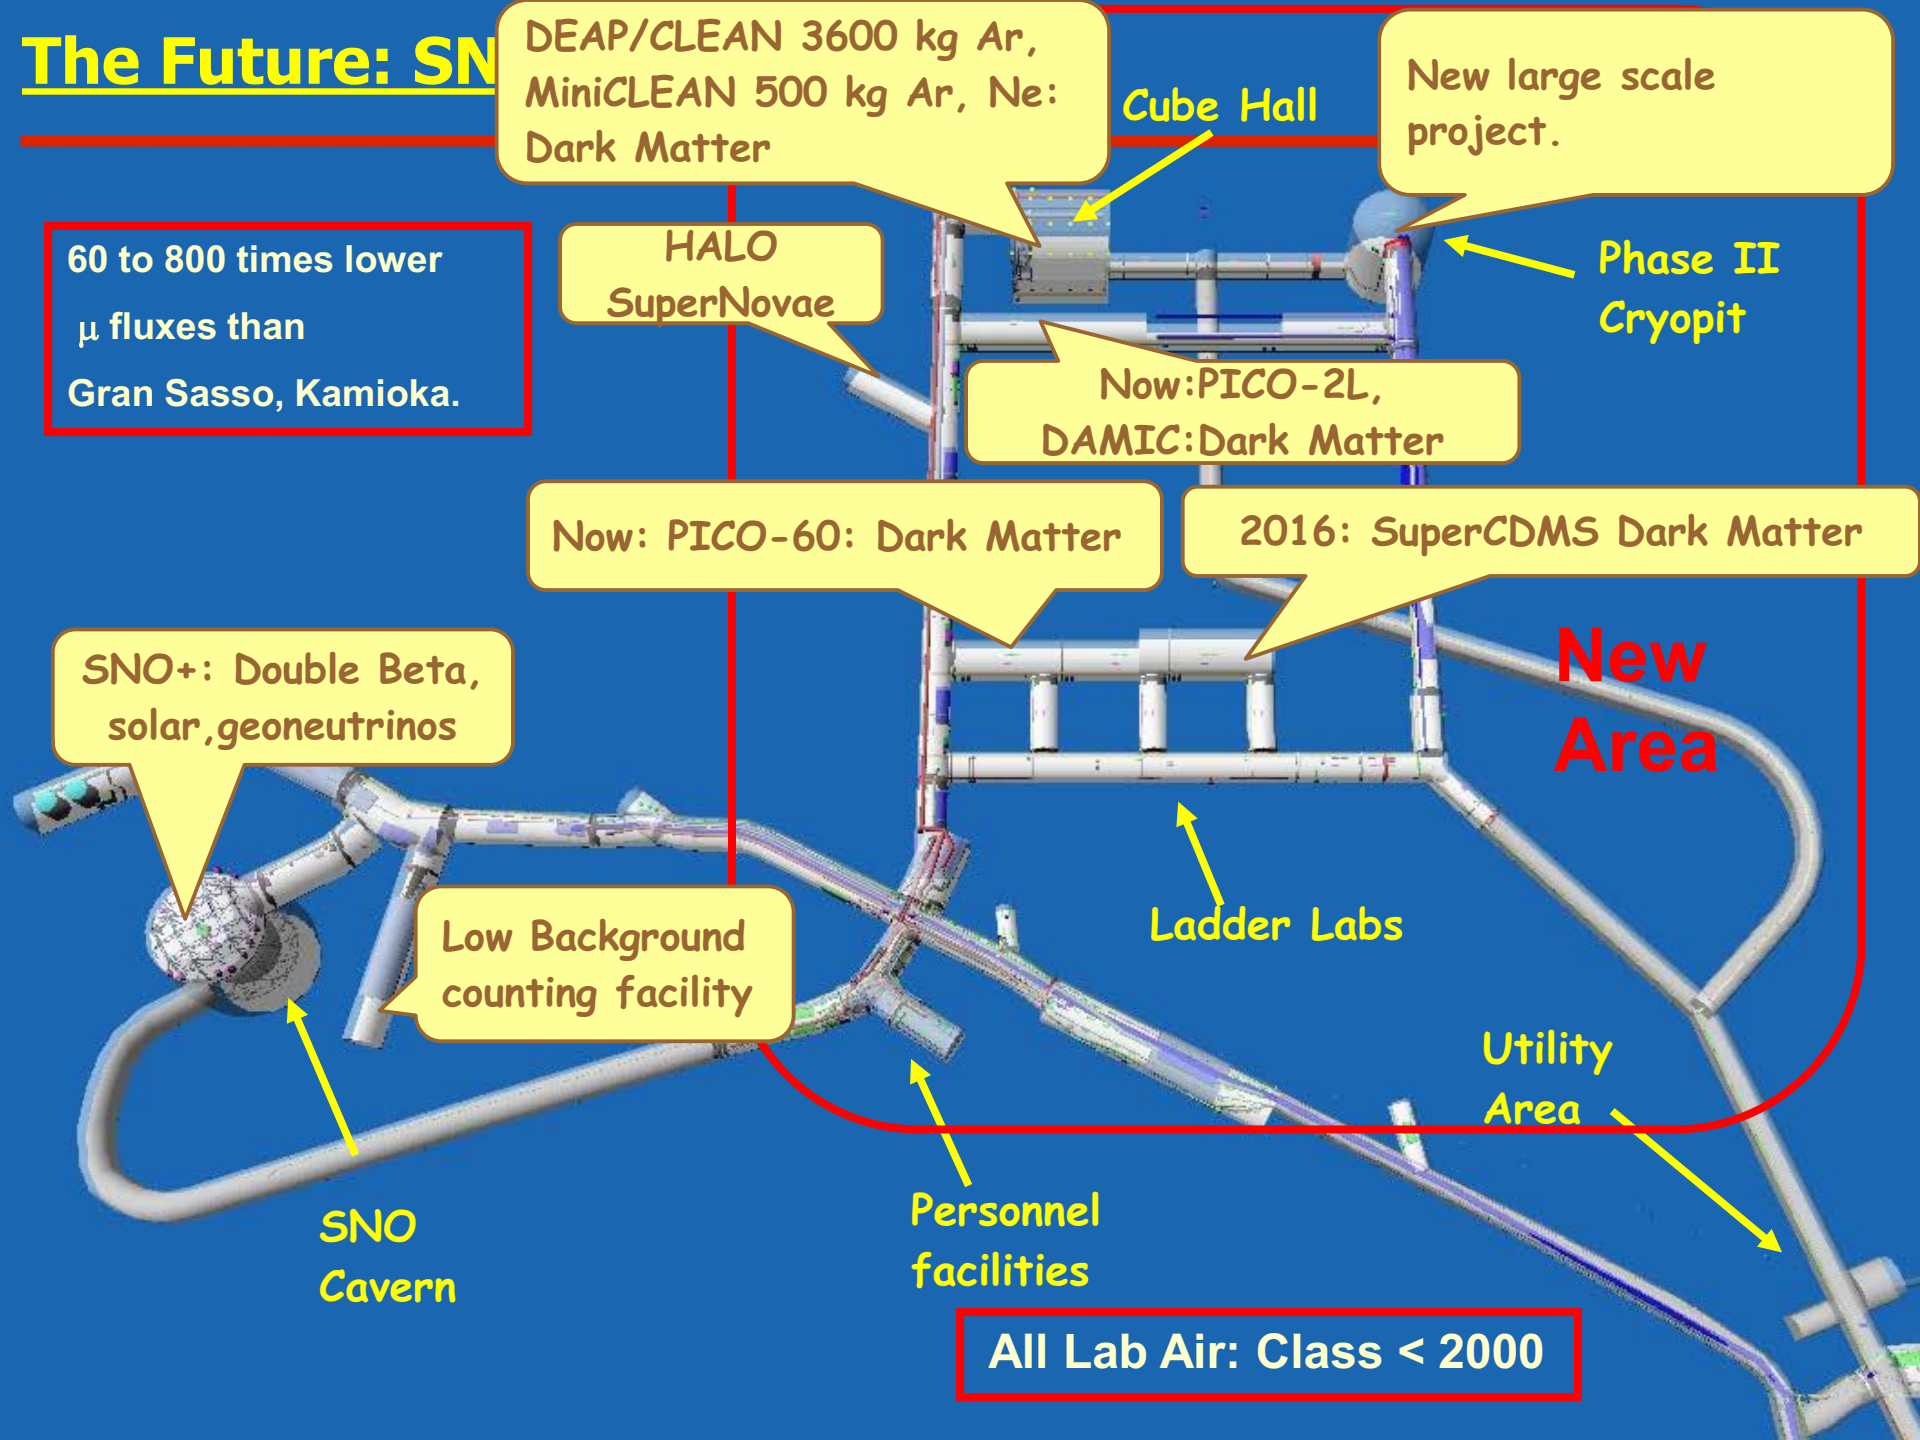 The Future: SN
DEAP/CLEAN 3600 kg Ar,
MiniCLEAN 500 kg Ar, Ne:
Dark Matter
Cube Hall
New large scale
project.
60 to 800 times lower
μ fluxes than
Gran Sasso, Kamioka.
HALO
SuperNovae
Phase II
Cryopit
Now:PICO-2L,
DAMIC:Dark Matter
Now: PICO-60: Dark Matter
2016: SuperCDMS Dark Matter
SNO+: Double Beta,
solar,geoneutrinos
New
Area
Low Background
counting facility
Ladder Labs
Utility
Area
SNO
Cavern
Personnel
facilities
All Lab Air: Class < 2000